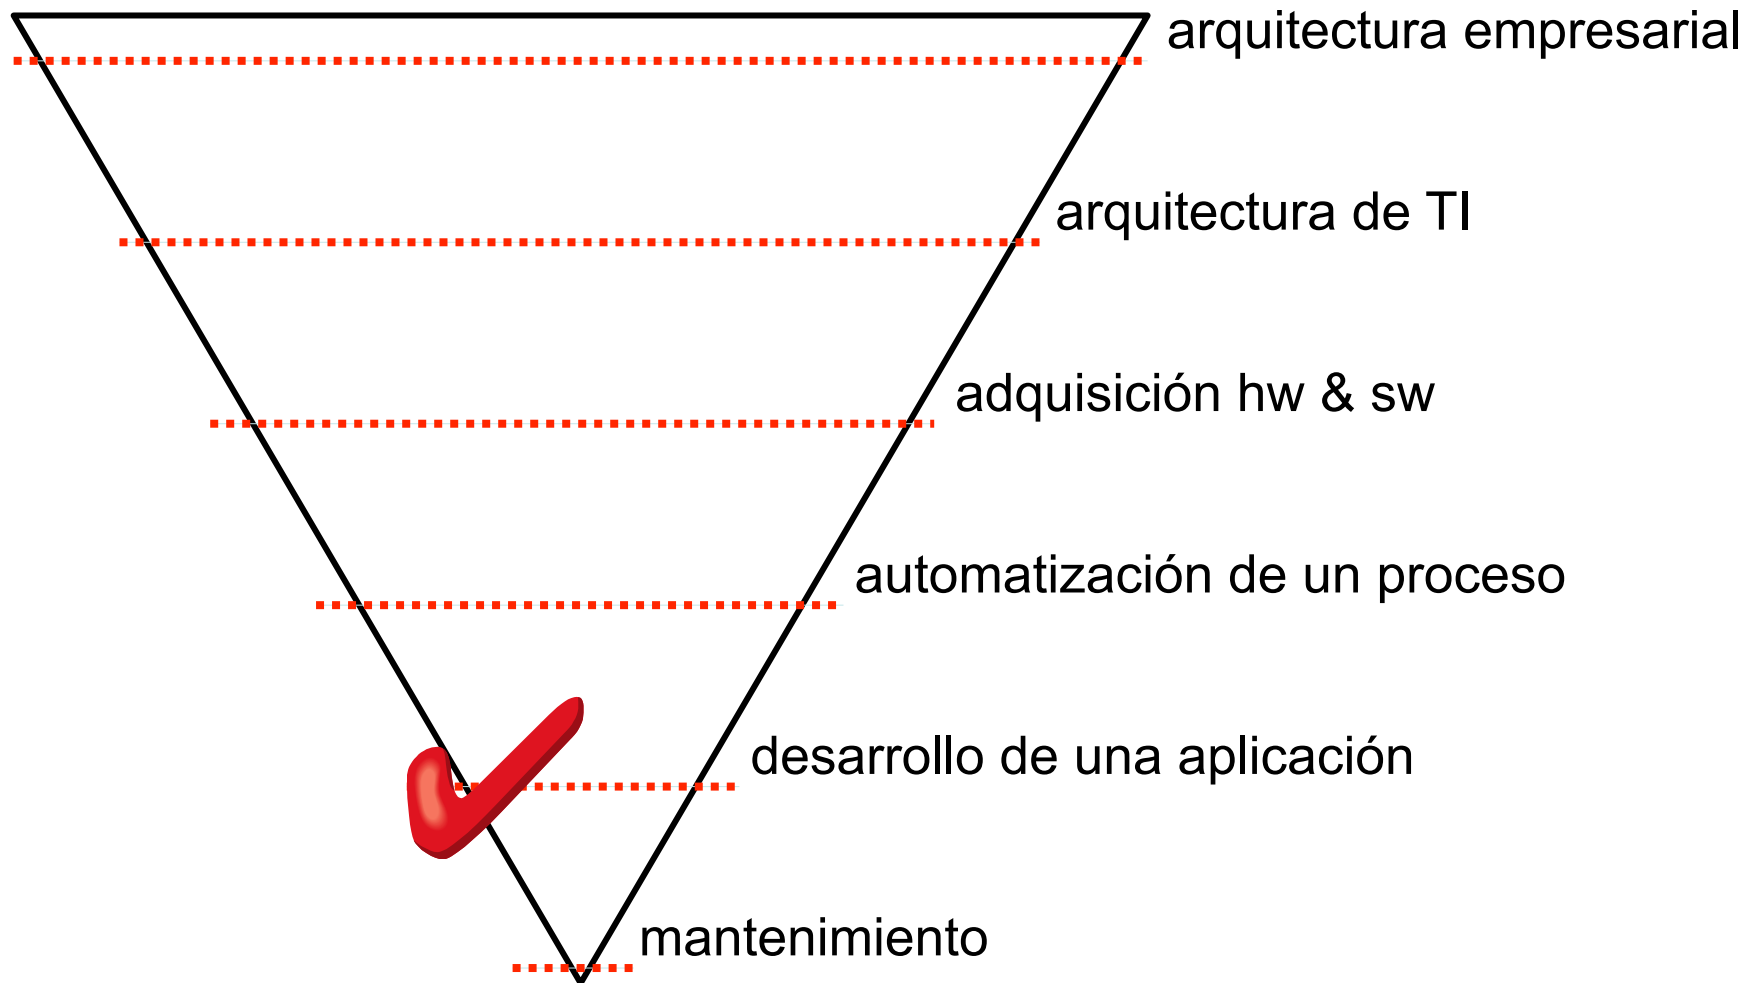 arquitectura empresarial
arquitectura de TI
adquisición hw & sw
automatización de un proceso
desarrollo de una aplicación
mantenimiento